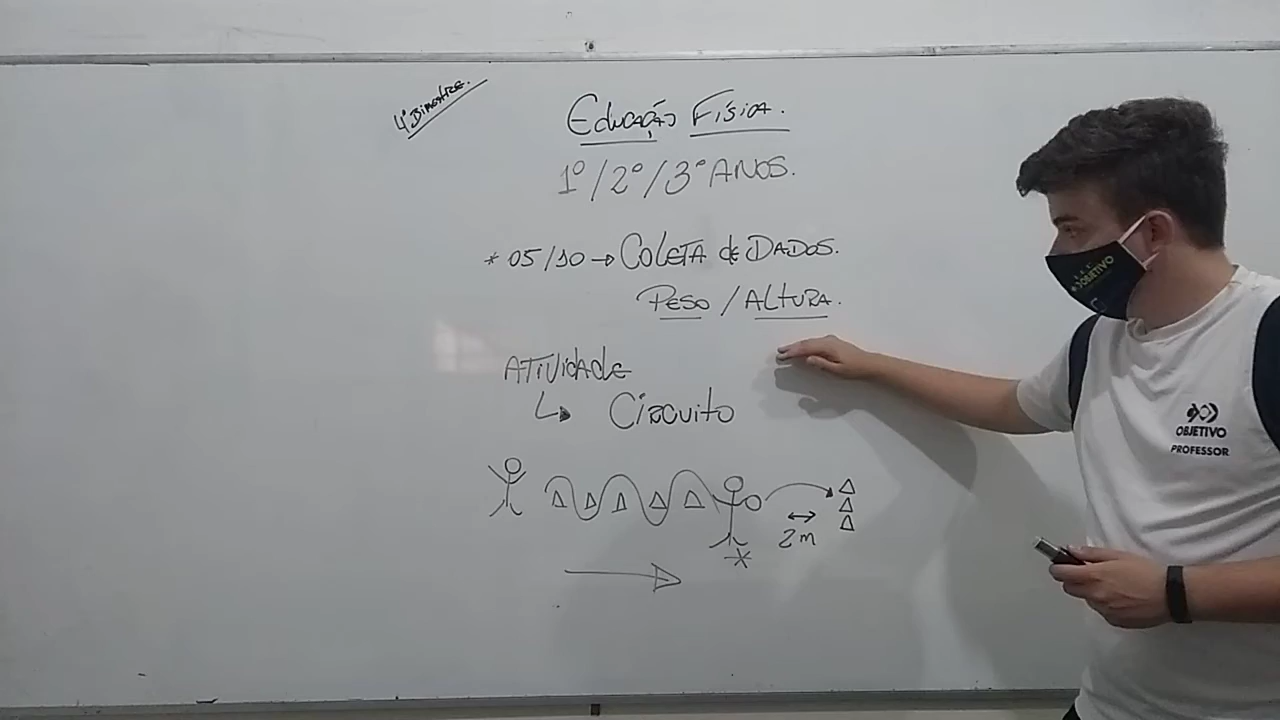 4º Bimestre.
Educação Física.
1º/2º/3º ANOS.
* 05/10 → COLETA de DADOS.
PESO / ALTURA.
ATIVIDADE
↳ Circuito
2m
*
OBJETIVO
OBJETIVO
PROFESSOR